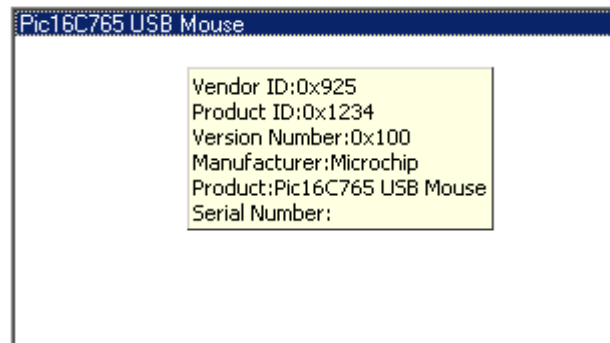 Pic16C765 USB Mouse
Vendor ID:0x925
Product ID:0x1234
Version Number:0x100
Manufacturer:Microchip
Product:Pic16C765 USB Mouse
Serial Number: